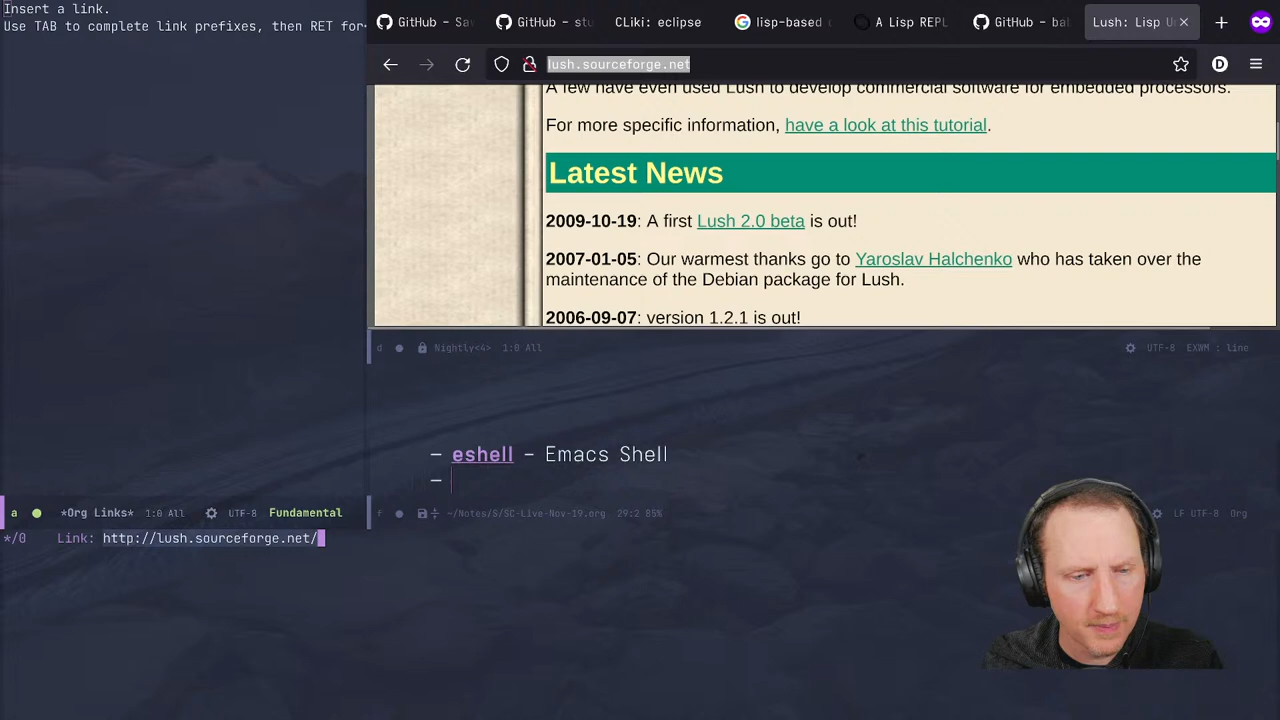 Insert a link.
Use TAB to complete link prefixes, then RET for
GitHub – Sav
GitHub – stu
CLiki: eclipse
lisp-based c
A Lisp REPL
GitHub – bal
Lush: Lisp U
lush.sourceforge.net
A few have even used Lush to develop commercial software for embedded processors.
For more specific information, have a look at this tutorial.
Latest News
2009-10-19: A first Lush 2.0 beta is out!
2007-01-05: Our warmest thanks go to Yaroslav Halchenko who has taken over the
maintenance of the Debian package for Lush.
2006-09-07: version 1.2.1 is out!
d Nightly<4> 1:0 All UTF-8 EXWM : line
– eshell – Emacs Shell
–
a *Org Links* 1:0 All UTF-8 Fundamental
f ~/Notes/S/SC-Live-Nov-19.org 29:2 85% LF UTF-8 Org
*/0 Link: http://lush.sourceforge.net/